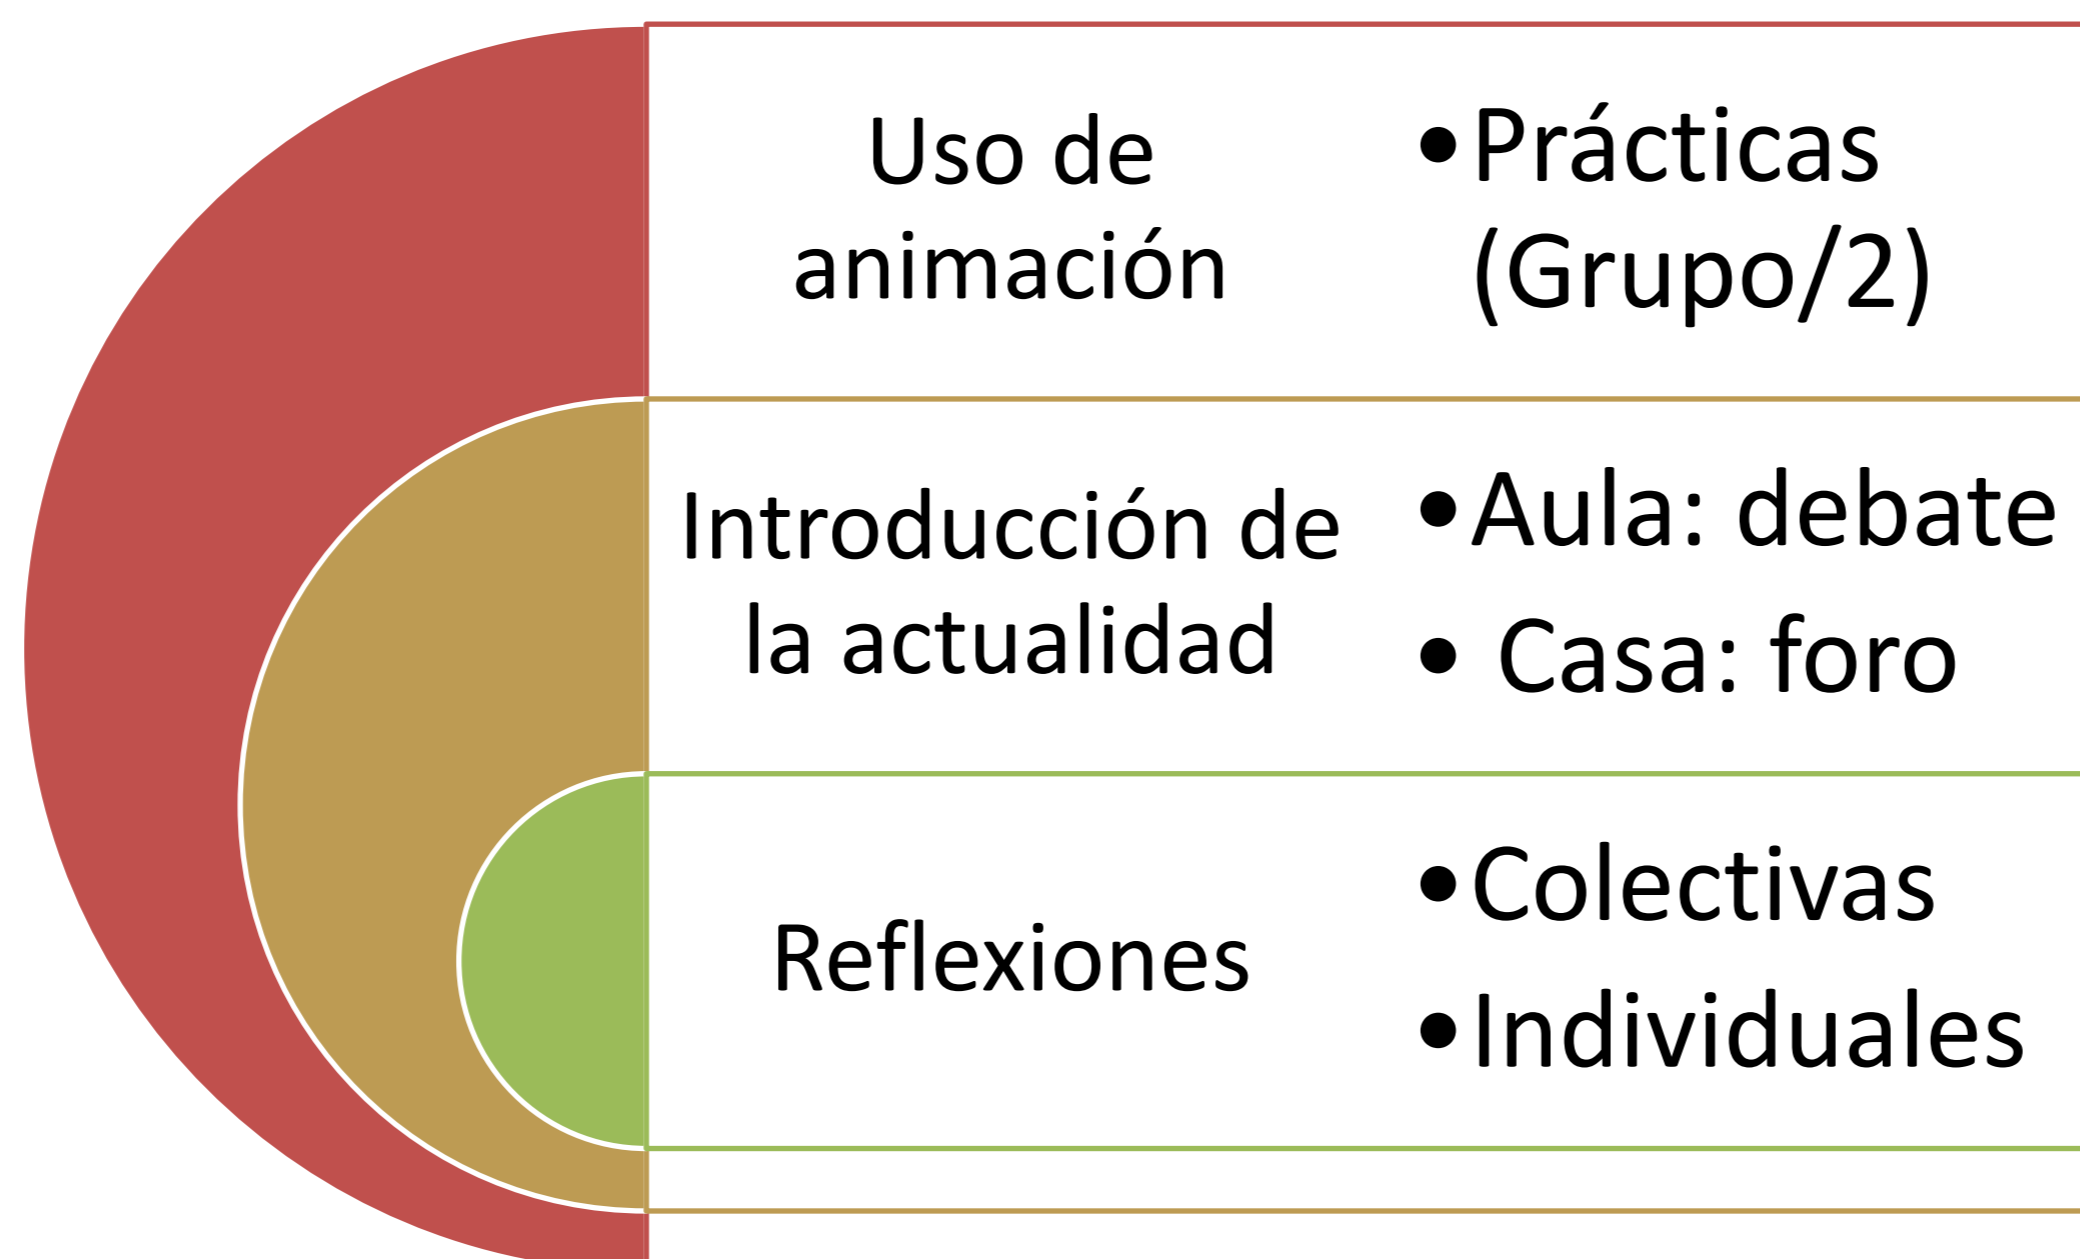 Uso de
animación
•Prácticas
(Grupo/2)
Introducción de
la actualidad
•Aula: debate
• Casa: foro
Reflexiones
•Colectivas
•Individuales